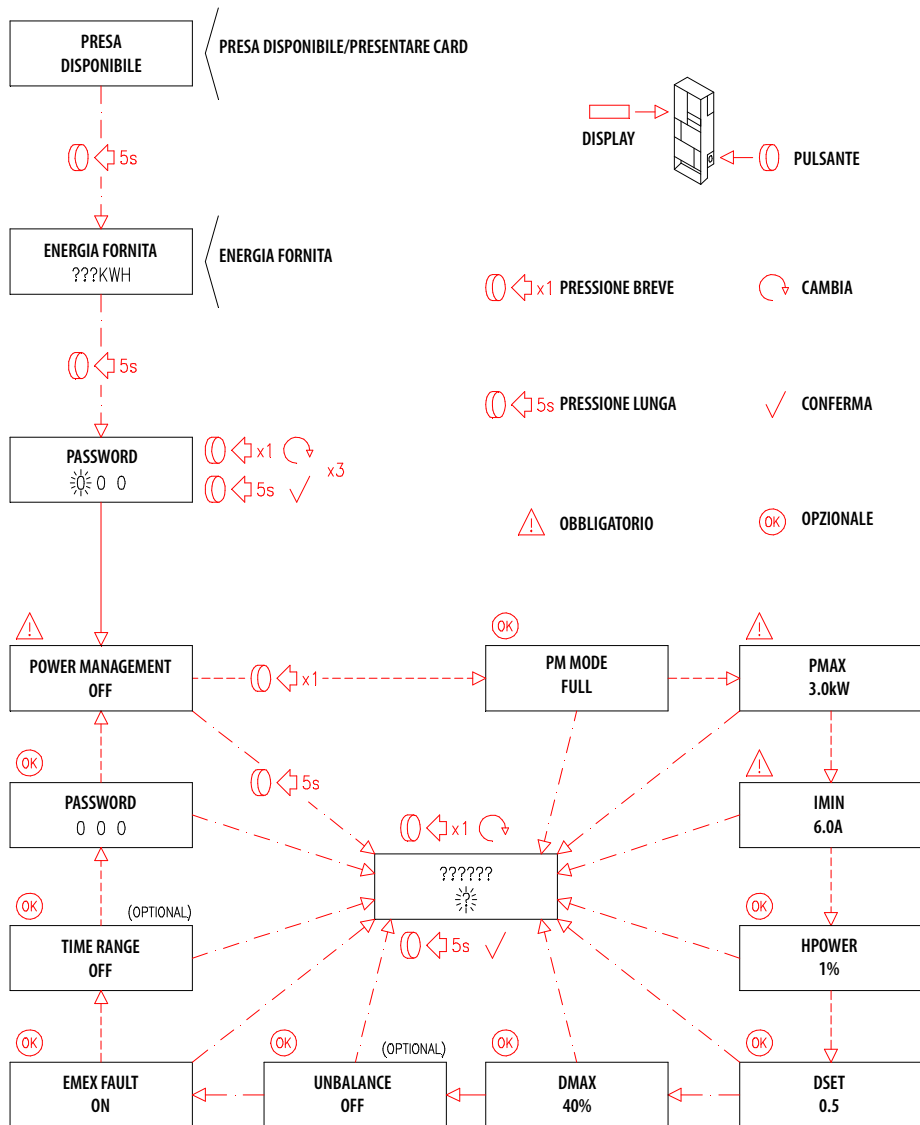 PRESA
DISPONIBILE
PRESA DISPONIBILE/PRESENTARE CARD
DISPLAY
PULSANTE
5s
ENERGIA FORNITA
???KWH
ENERGIA FORNITA
x1 PRESSIONE BREVE
CAMBIA
5s
5s PRESSIONE LUNGA
CONFERMA
PASSWORD
0 0 0
x1
5s
x3
OBBLIGATORIO
OK OPZIONALE
POWER MANAGEMENT
OFF
x1
OK
PM MODE
FULL
PMAX
3.0kW
5s
OK
PASSWORD
0 0 0
IMIN
6.0A
x1
??????
?
5s
OK
(OPTIONAL)
TIME RANGE
OFF
OK
HPOWER
1%
OK
EMEX FAULT
ON
OK
(OPTIONAL)
UNBALANCE
OFF
OK
DMAX
40%
OK
DSET
0.5